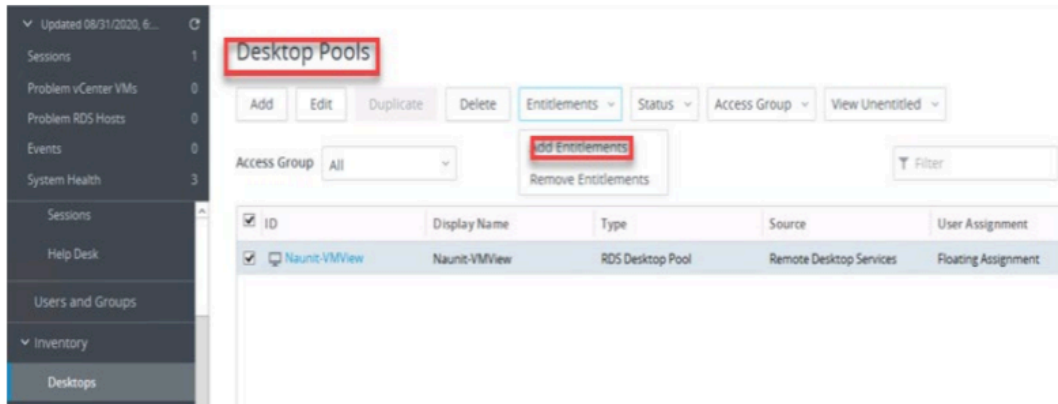 Updated 08/31/2020, 6:...
Sessions 1
Problem vCenter VMs 0
Problem RDS Hosts 0
Events 0
System Health 3
Sessions
Help Desk
Users and Groups
Inventory
Desktops
Desktop Pools
Add Edit Duplicate Delete Entitlements Status Access Group View Unentitled
Add Entitlements
Remove Entitlements
Access Group All Filter
ID Display Name Type Source User Assignment
Naunit-VMView Naunit-VMView RDS Desktop Pool Remote Desktop Services Floating Assignment